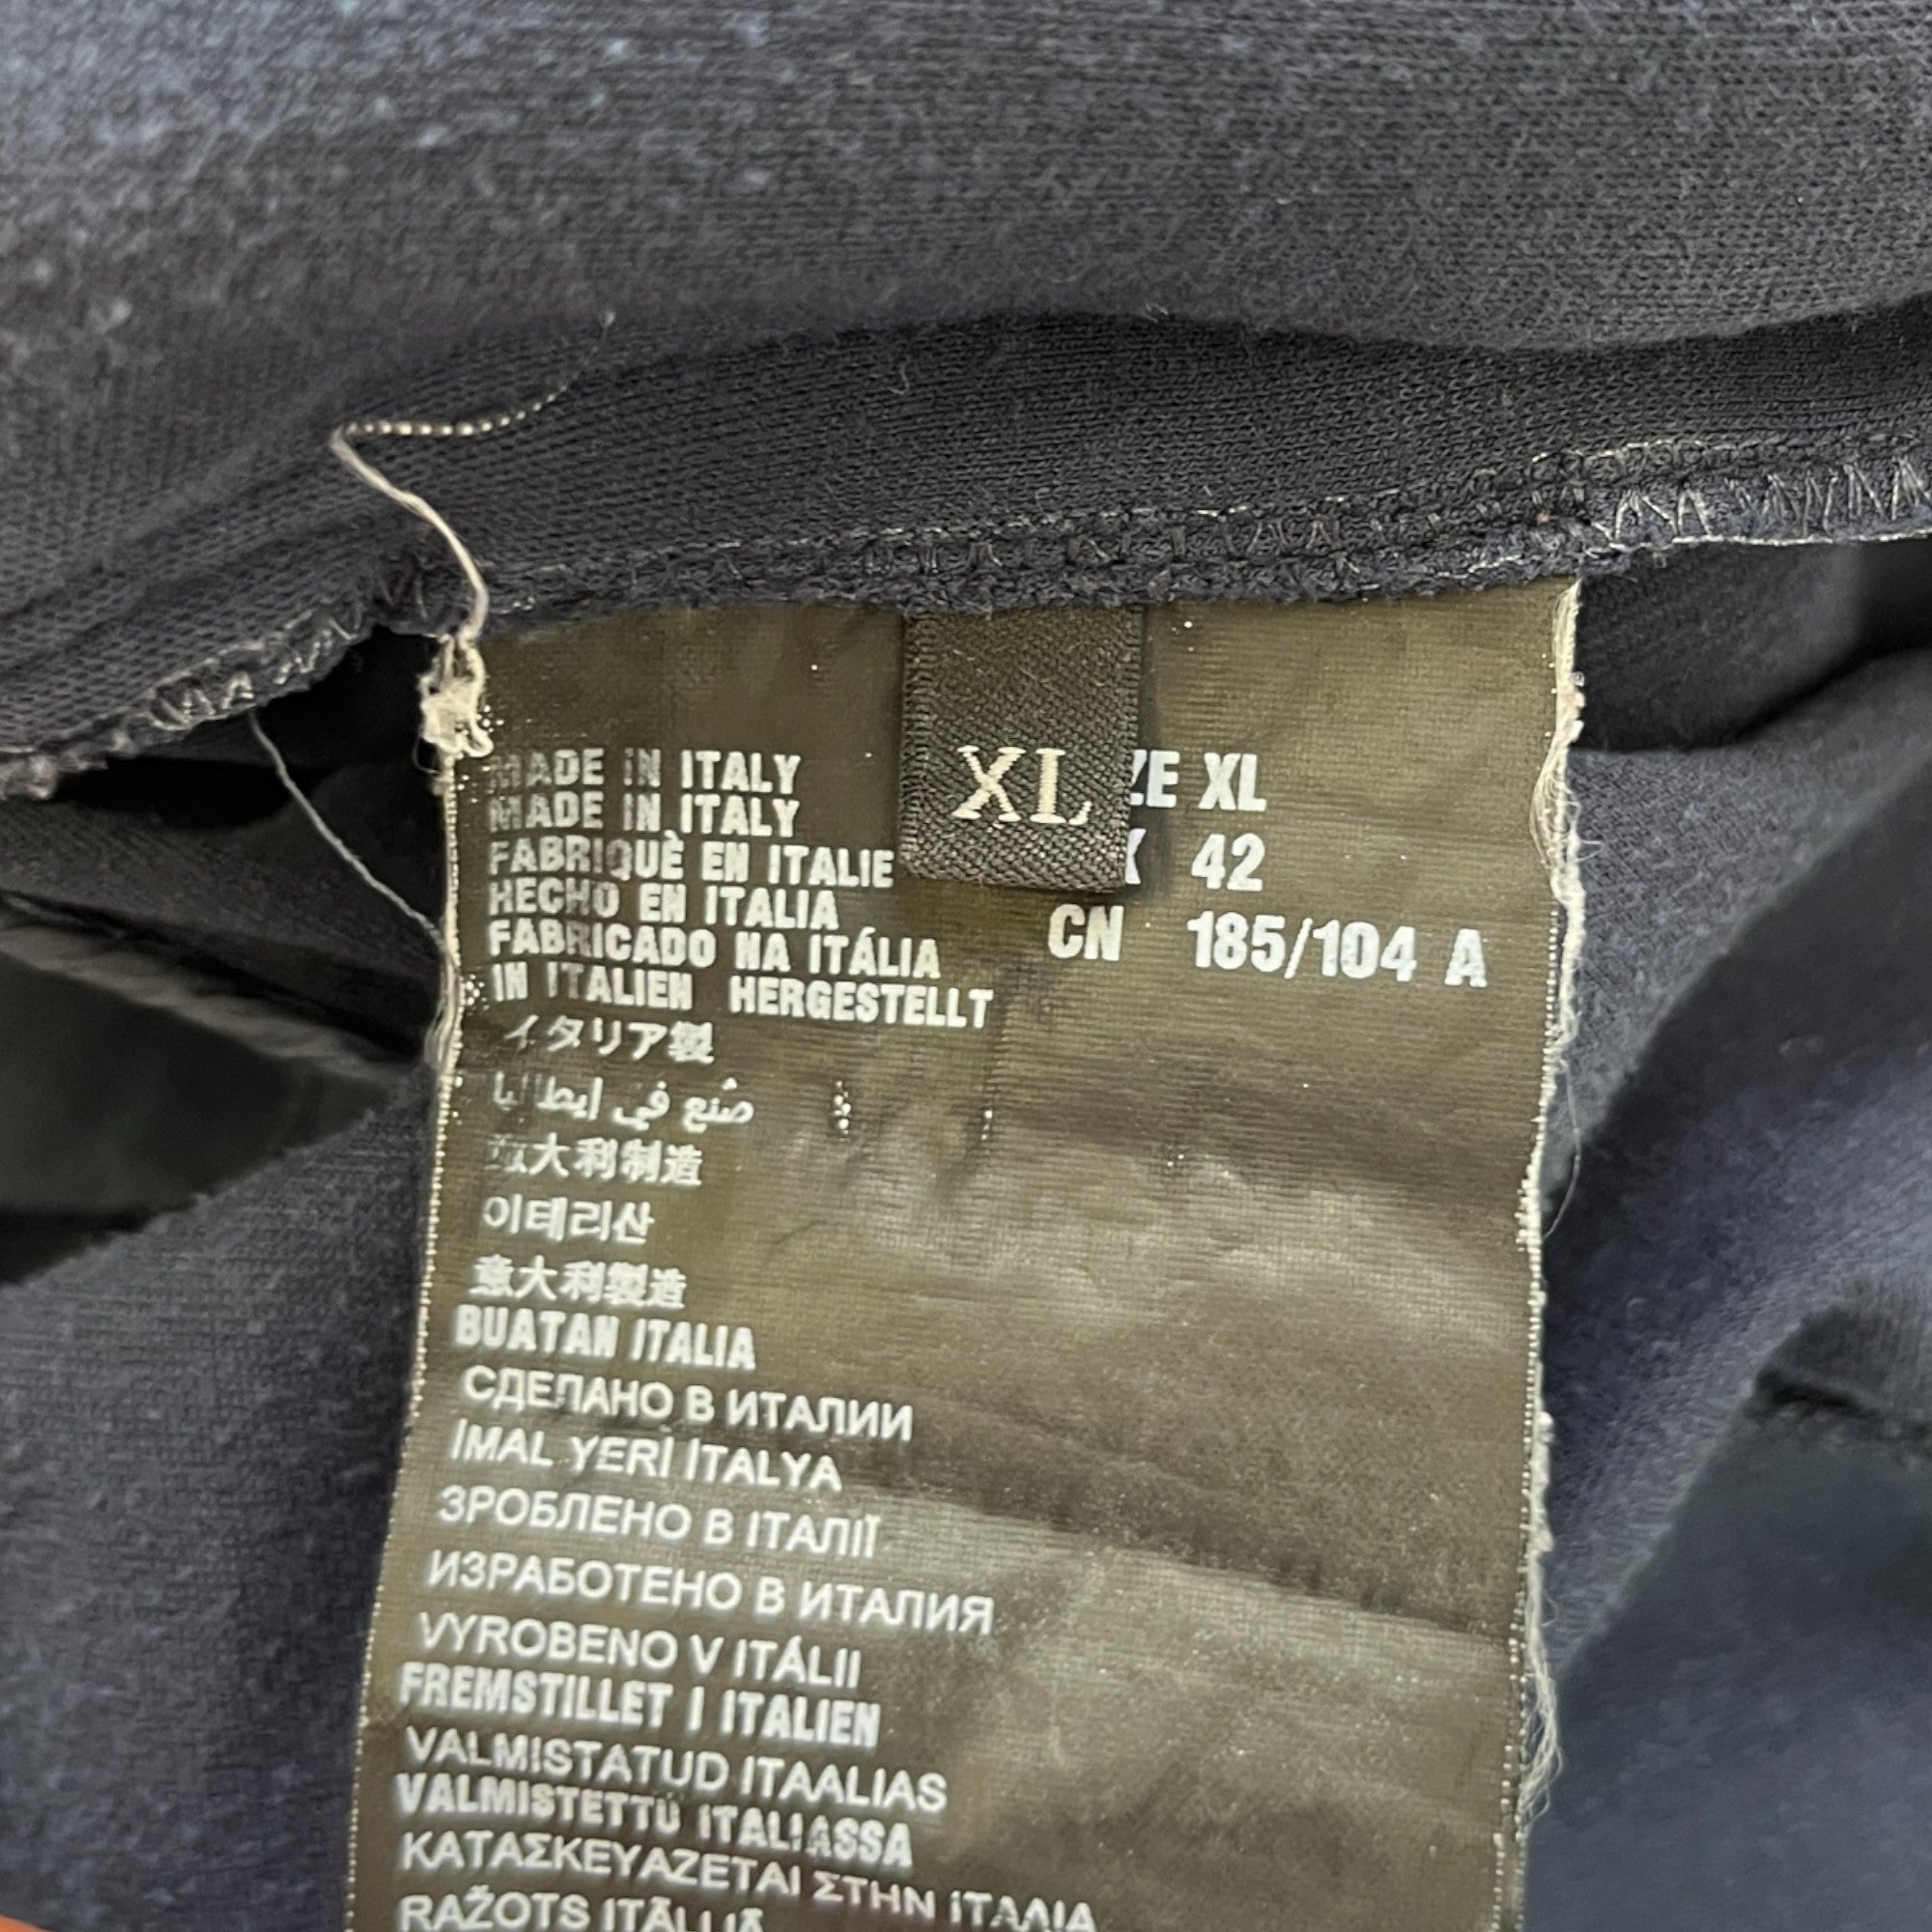 MADE IN ITALY
MADE IN ITALY
FABRIQUÈ EN ITALIE
HECHO EN ITALIA
FABRICADO NA ITÁLIA
IN ITALIEN HERGESTELLT
イタリア製
صنع في إيطاليا
意大利制造
이테리산
意大利製造
BUATAN ITALIA
СДЕЛАНО В ИТАЛИИ
İMAL YERİ İTALYA
ЗРОБЛЕНО В ІТАЛІЇ
ИЗРАБОТЕНО В ИТАЛИЯ
VYROBENO V ITÁLII
FREMSTILLET I ITALIEN
VALMISTATUD ITAALIAS
VALMISTETTU ITALIASSA
ΚΑΤΑΣΚΕΥΑΖΕΤΑΙ ΣΤΗΝ ΙΤΑΛΙΑ
RAŽOTS ITĀLIJĀ
XL
ZE XL
42
CN 185/104 A